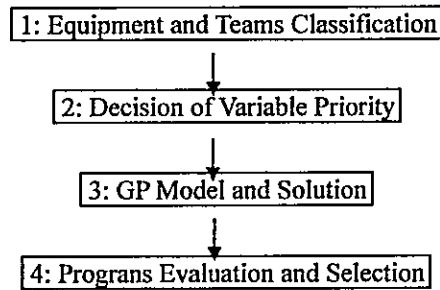 1: Equipment and Teams Classification
2: Decision of Variable Priority
3: GP Model and Solution
4: Prograns Evaluation and Selection